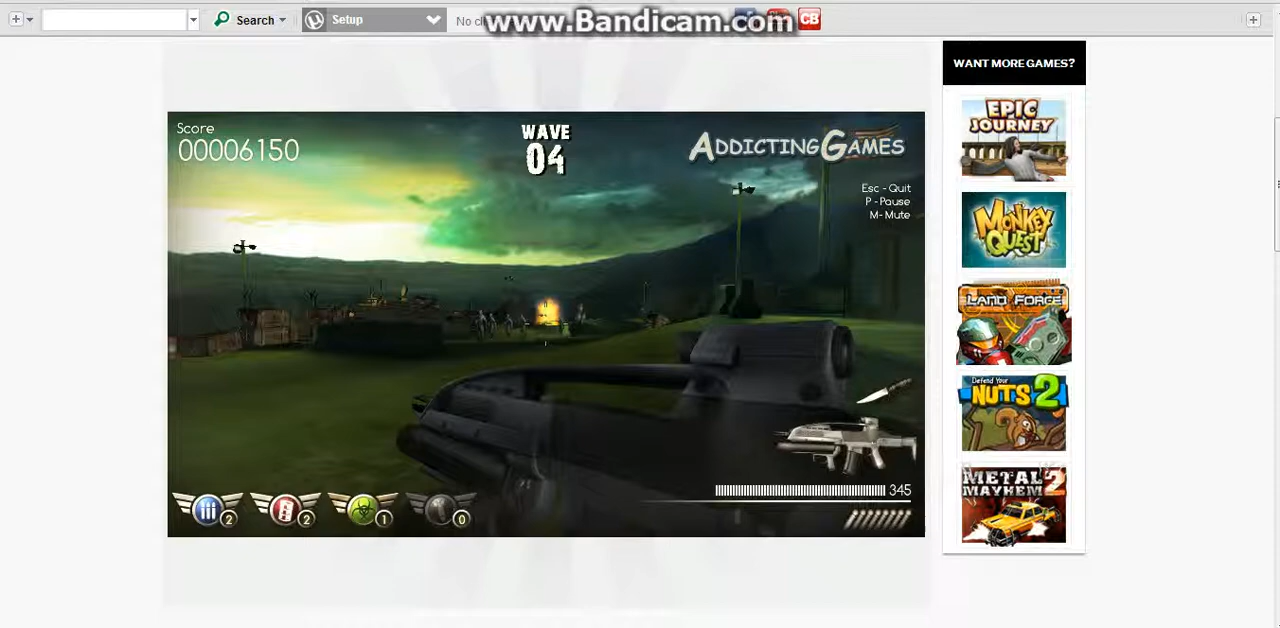 Search
Setup
No cl
www.Bandicam.com
CB
WANT MORE GAMES?
Score
00006150
WAVE
04
ADDICTINGGAMES
Esc - Quit
P - Pause
M- Mute
EPIC
JOURNEY
MONKEY
QUEST
LAND FORCE
Defend Your
NUTS 2
METAL
MAYHEM 2
345
2
2
1
0